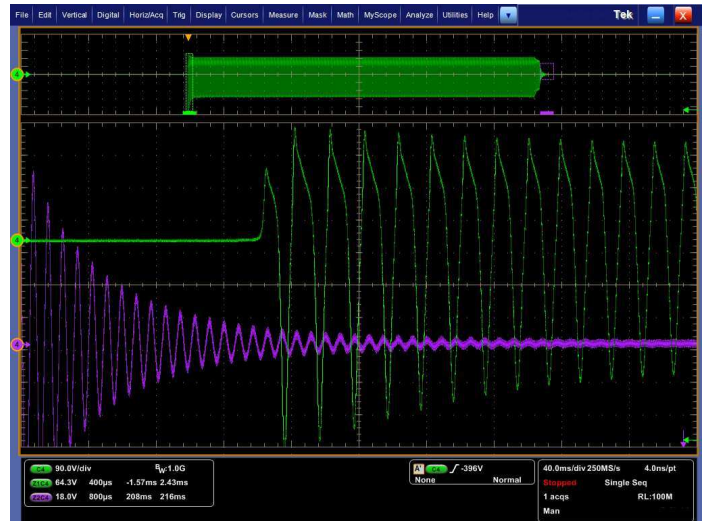 File Edit Vertical Digital Horiz/Acq Trig Display Cursors Measure Mask Math MyScope Analyze Utilities Help Tek X
4
4
4
C4 90.0V/div BW:1.0G
Z1C4 64.3V 400µs -1.57ms 2.43ms
Z2C4 18.0V 800µs 208ms 216ms
A' C4 -396V
None Normal
40.0ms/div 250MS/s 4.0ns/pt
Stopped Single Seq
1 acqs RL:100M
Man